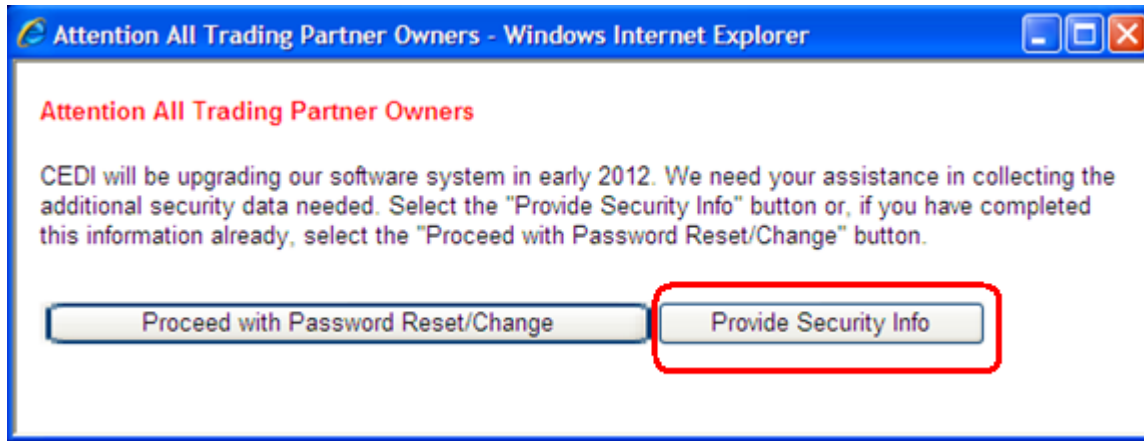 Attention All Trading Partner Owners - Windows Internet Explorer
Attention All Trading Partner Owners
CEDI will be upgrading our software system in early 2012. We need your assistance in collecting the
additional security data needed. Select the "Provide Security Info" button or, if you have completed
this information already, select the "Proceed with Password Reset/Change" button.
Proceed with Password Reset/Change Provide Security Info